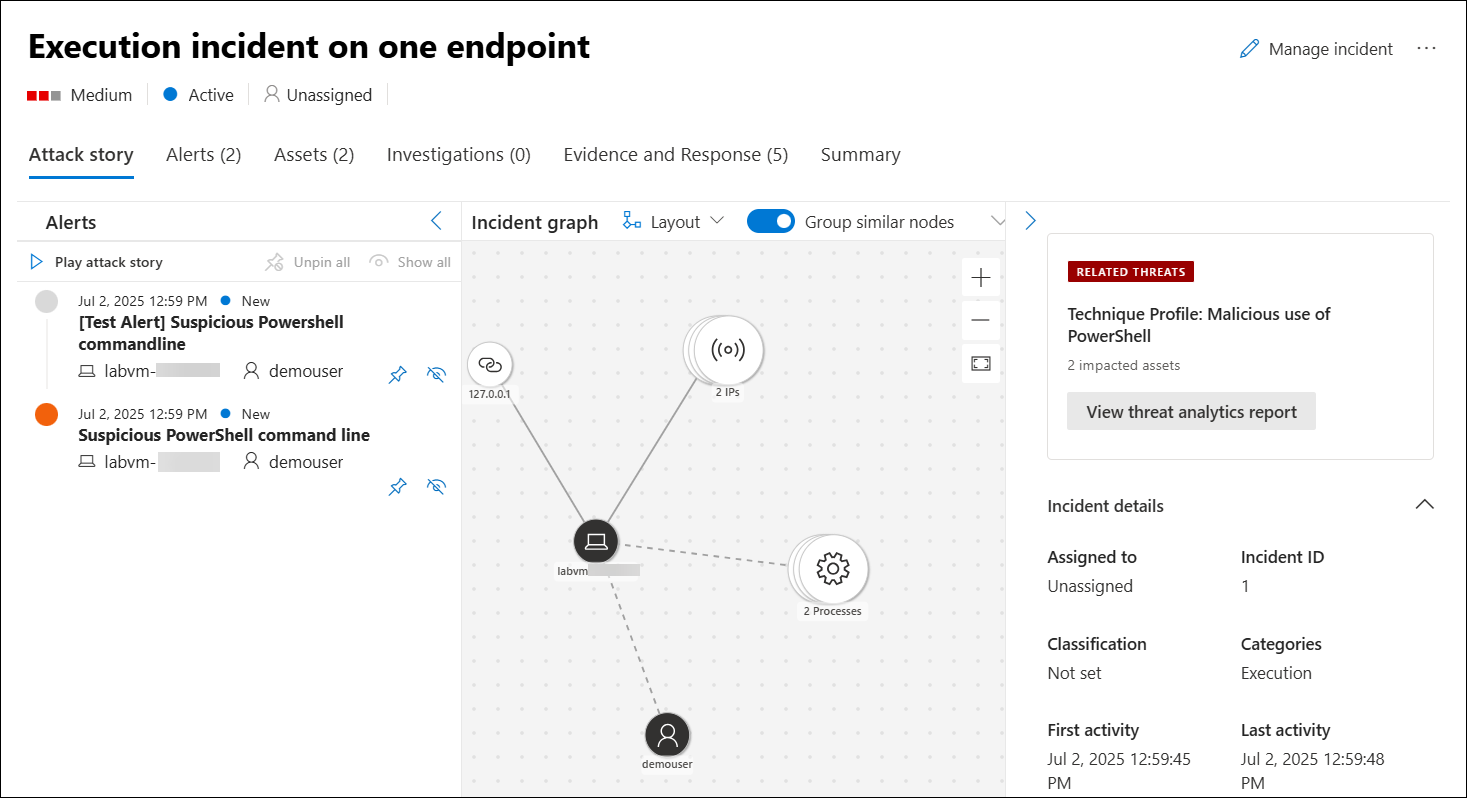 Execution incident on one endpoint
Manage incident
Medium
Active
Unassigned
Attack story
Alerts (2)
Assets (2)
Investigations (0)
Evidence and Response (5)
Summary
Alerts
Play attack story
Unpin all
Show all
Jul 2, 2025 12:59 PM
New
[Test Alert] Suspicious Powershell
commandline
labvm-
demouser
Jul 2, 2025 12:59 PM
New
Suspicious PowerShell command line
labvm-
demouser
Incident graph
Layout
Group similar nodes
127.0.0.1
2 IPs
labvm
2 Processes
demouser
RELATED THREATS
Technique Profile: Malicious use of
PowerShell
2 impacted assets
View threat analytics report
Incident details
Assigned to
Incident ID
Unassigned
1
Classification
Categories
Not set
Execution
First activity
Last activity
Jul 2, 2025 12:59:45
PM
Jul 2, 2025 12:59:48
PM